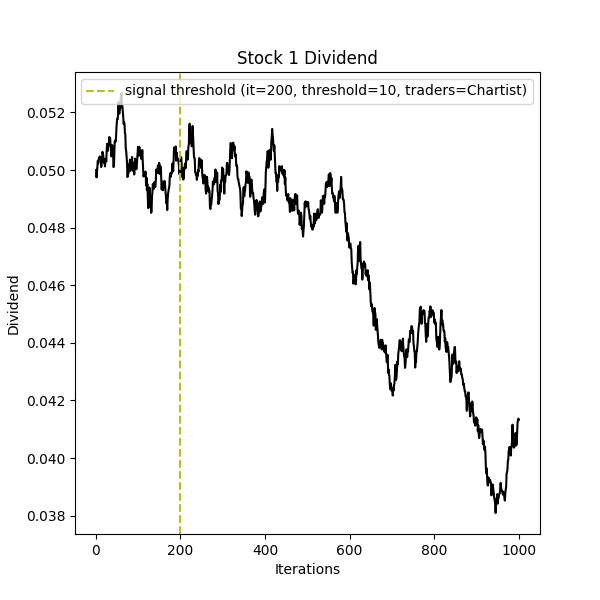 Stock 1 Dividend
signal threshold (it=200, threshold=10, traders=Chartist)
0.052
0.050
0.048
0.046
0.044
0.042
0.040
0.038
Dividend
0 200 400 600 800 1000
Iterations